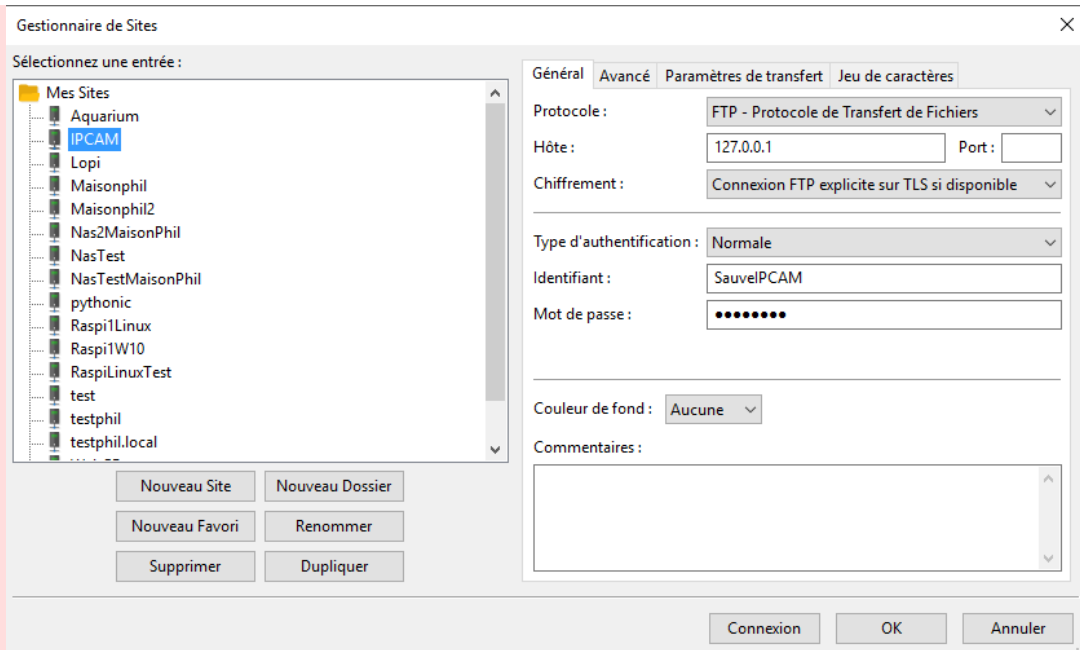 Gestionnaire de Sites
Sélectionnez une entrée :
Mes Sites
Aquarium
IPCAM
Lopi
Maisonphil
Maisonphil2
Nas2MaisonPhil
NasTest
NasTestMaisonPhil
pythonic
Raspi1Linux
Raspi1W10
RaspiLinuxTest
test
testphil
testphil.local
Nouveau Site Nouveau Dossier
Nouveau Favori Renommer
Supprimer Dupliquer
Général Avancé Paramètres de transfert Jeu de caractères
Protocole : FTP - Protocole de Transfert de Fichiers
Hôte : 127.0.0.1 Port :
Chiffrement : Connexion FTP explicite sur TLS si disponible
Type d'authentification : Normale
Identifiant : SauveIPCAM
Mot de passe : ●●●●●●●●
Couleur de fond : Aucune
Commentaires :
Connexion OK Annuler